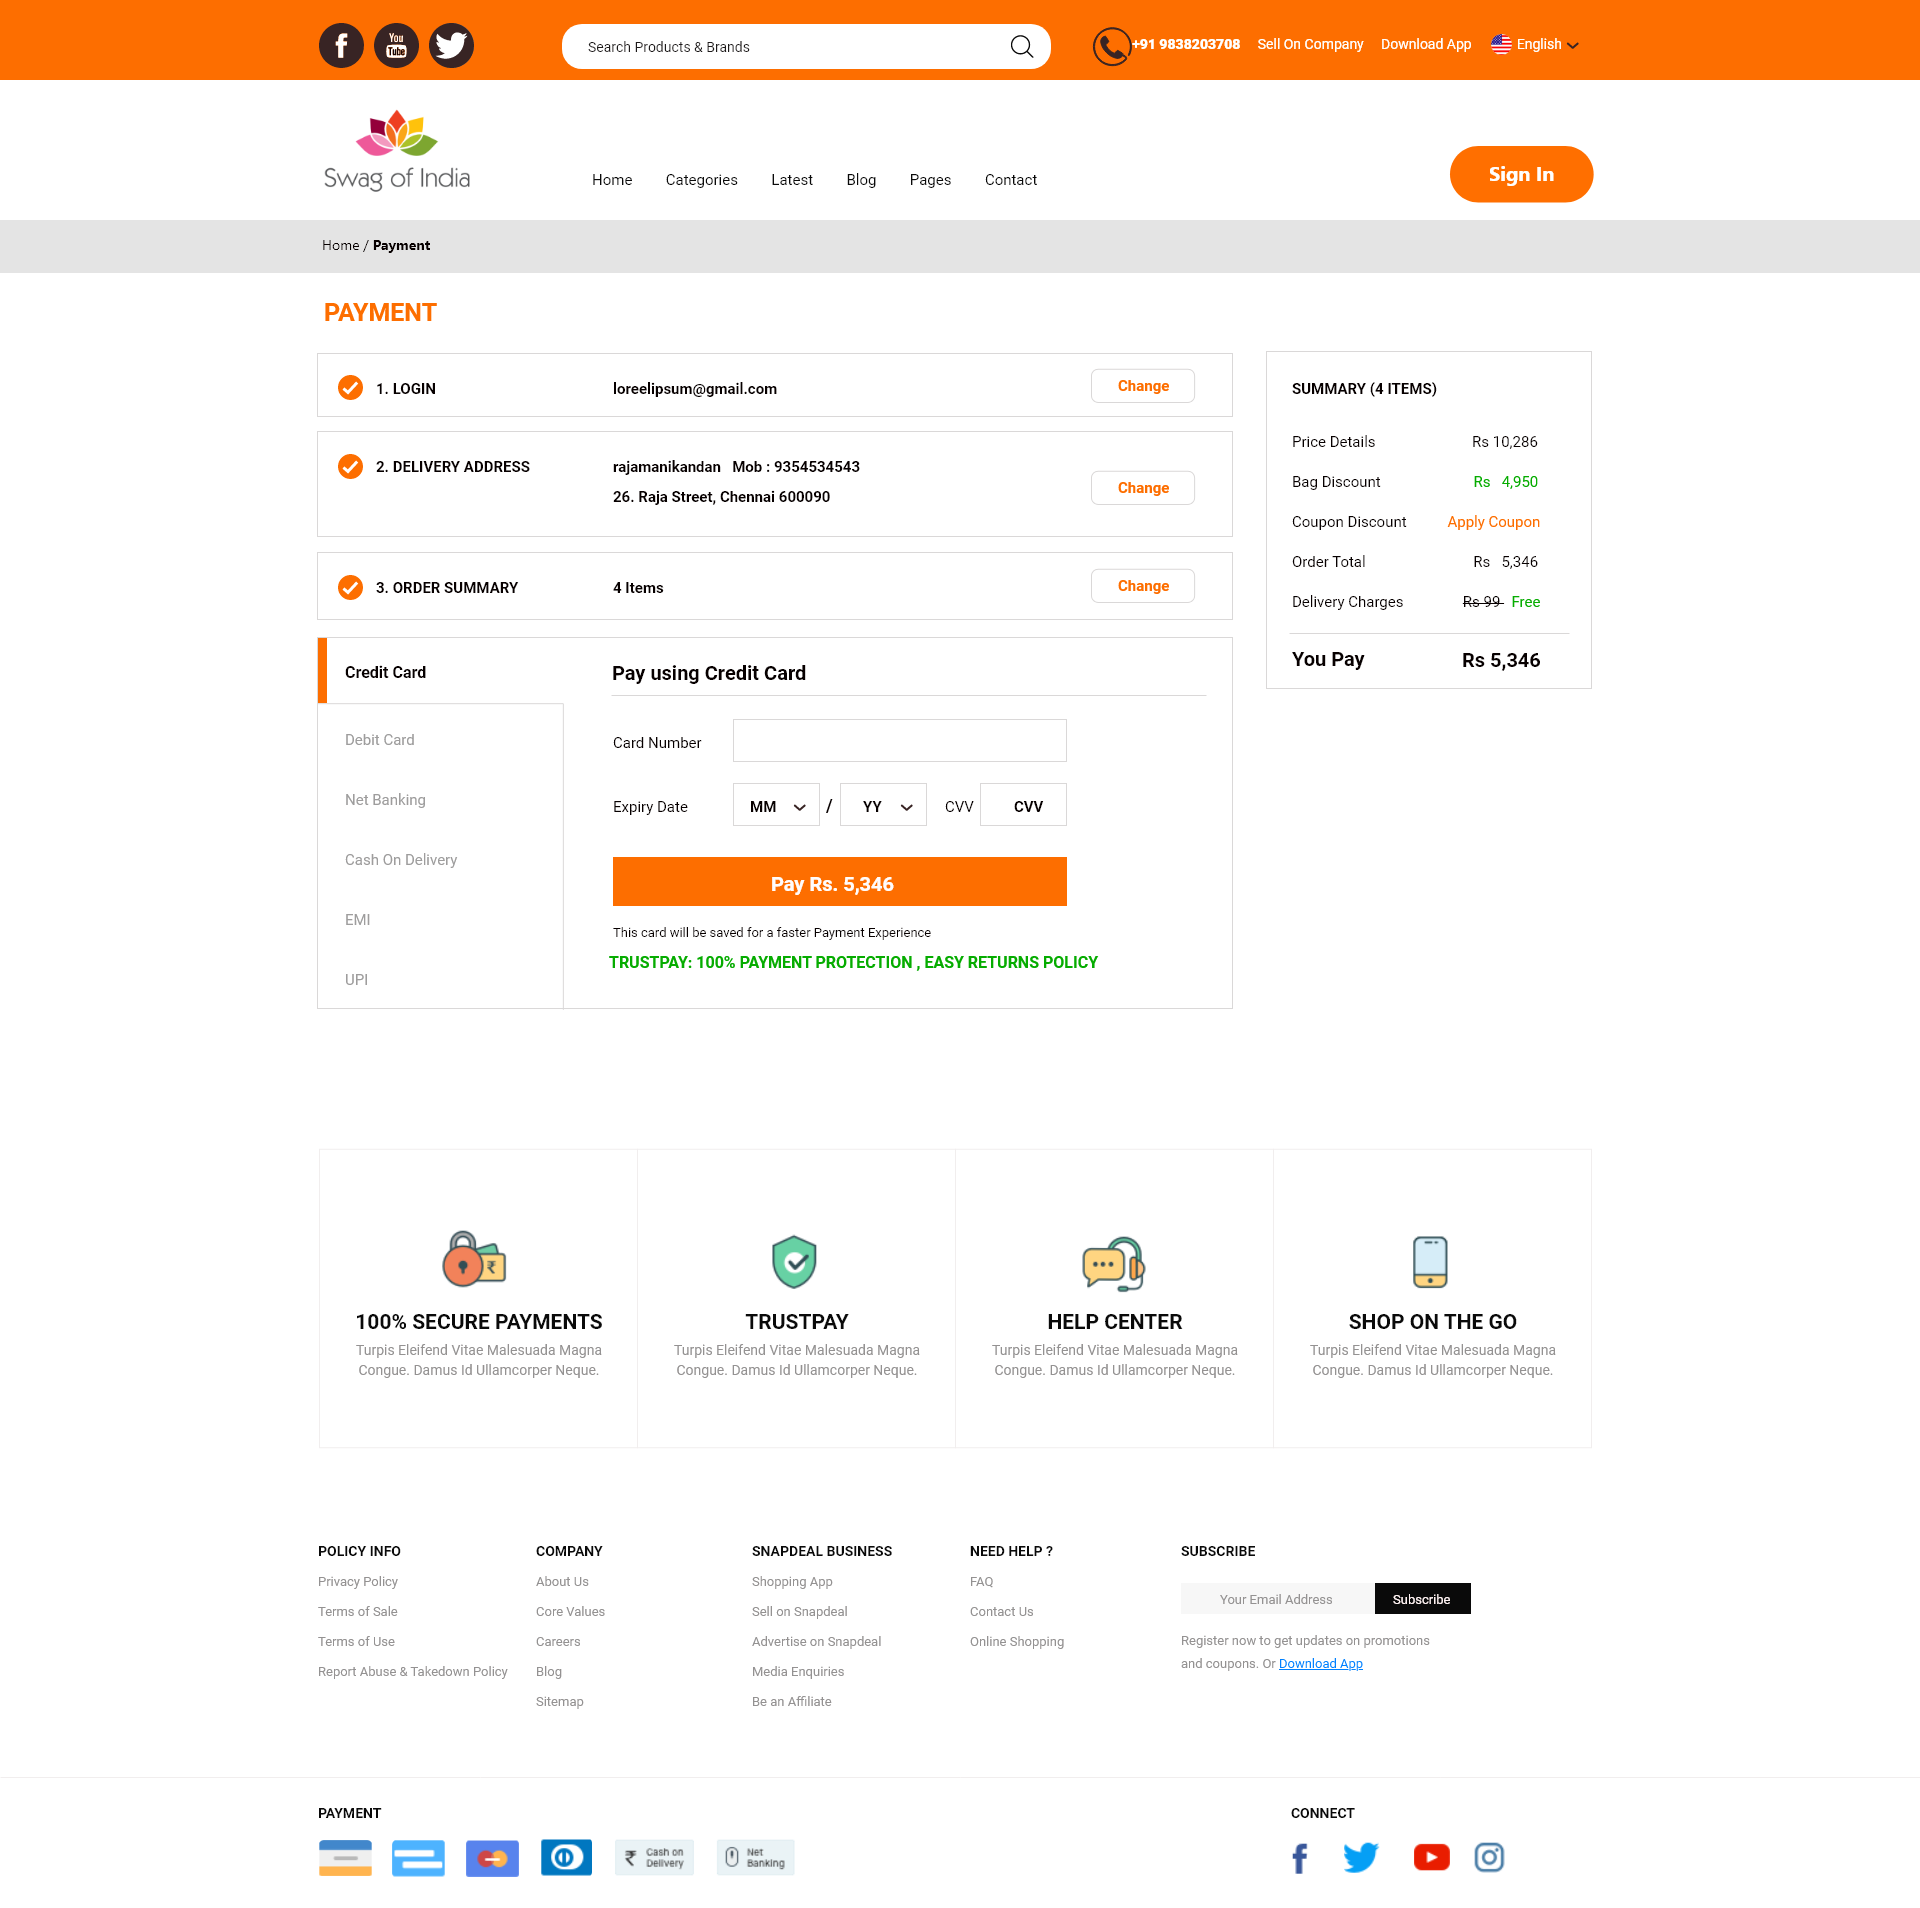 f You Tube Search Products & Brands +91 9838203708 Sell On Company Download App English
Swag of India
Home Categories Latest Blog Pages Contact Sign In
Home / Payment
PAYMENT
1. LOGIN loreelipsum@gmail.com Change
2. DELIVERY ADDRESS rajamanikandan Mob : 9354534543
26. Raja Street, Chennai 600090
Change
3. ORDER SUMMARY 4 Items Change
SUMMARY (4 ITEMS)
Price Details Rs 10,286
Bag Discount Rs 4,950
Coupon Discount Apply Coupon
Order Total Rs 5,346
Delivery Charges Rs 99 Free
You Pay Rs 5,346
Credit Card
Debit Card
Net Banking
Cash On Delivery
EMI
UPI
Pay using Credit Card
Card Number
Expiry Date MM / YY CVV CVV
Pay Rs. 5,346
This card will be saved for a faster Payment Experience
TRUSTPAY: 100% PAYMENT PROTECTION , EASY RETURNS POLICY
₹
100% SECURE PAYMENTS
Turpis Eleifend Vitae Malesuada Magna
Congue. Damus Id Ullamcorper Neque.
TRUSTPAY
Turpis Eleifend Vitae Malesuada Magna
Congue. Damus Id Ullamcorper Neque.
HELP CENTER
Turpis Eleifend Vitae Malesuada Magna
Congue. Damus Id Ullamcorper Neque.
SHOP ON THE GO
Turpis Eleifend Vitae Malesuada Magna
Congue. Damus Id Ullamcorper Neque.
POLICY INFO
Privacy Policy
Terms of Sale
Terms of Use
Report Abuse & Takedown Policy
COMPANY
About Us
Core Values
Careers
Blog
Sitemap
SNAPDEAL BUSINESS
Shopping App
Sell on Snapdeal
Advertise on Snapdeal
Media Enquiries
Be an Affiliate
NEED HELP ?
FAQ
Contact Us
Online Shopping
SUBSCRIBE
Your Email Address Subscribe
Register now to get updates on promotions
and coupons. Or Download App
PAYMENT
₹ Cash on
Delivery
Net
Banking
CONNECT
f